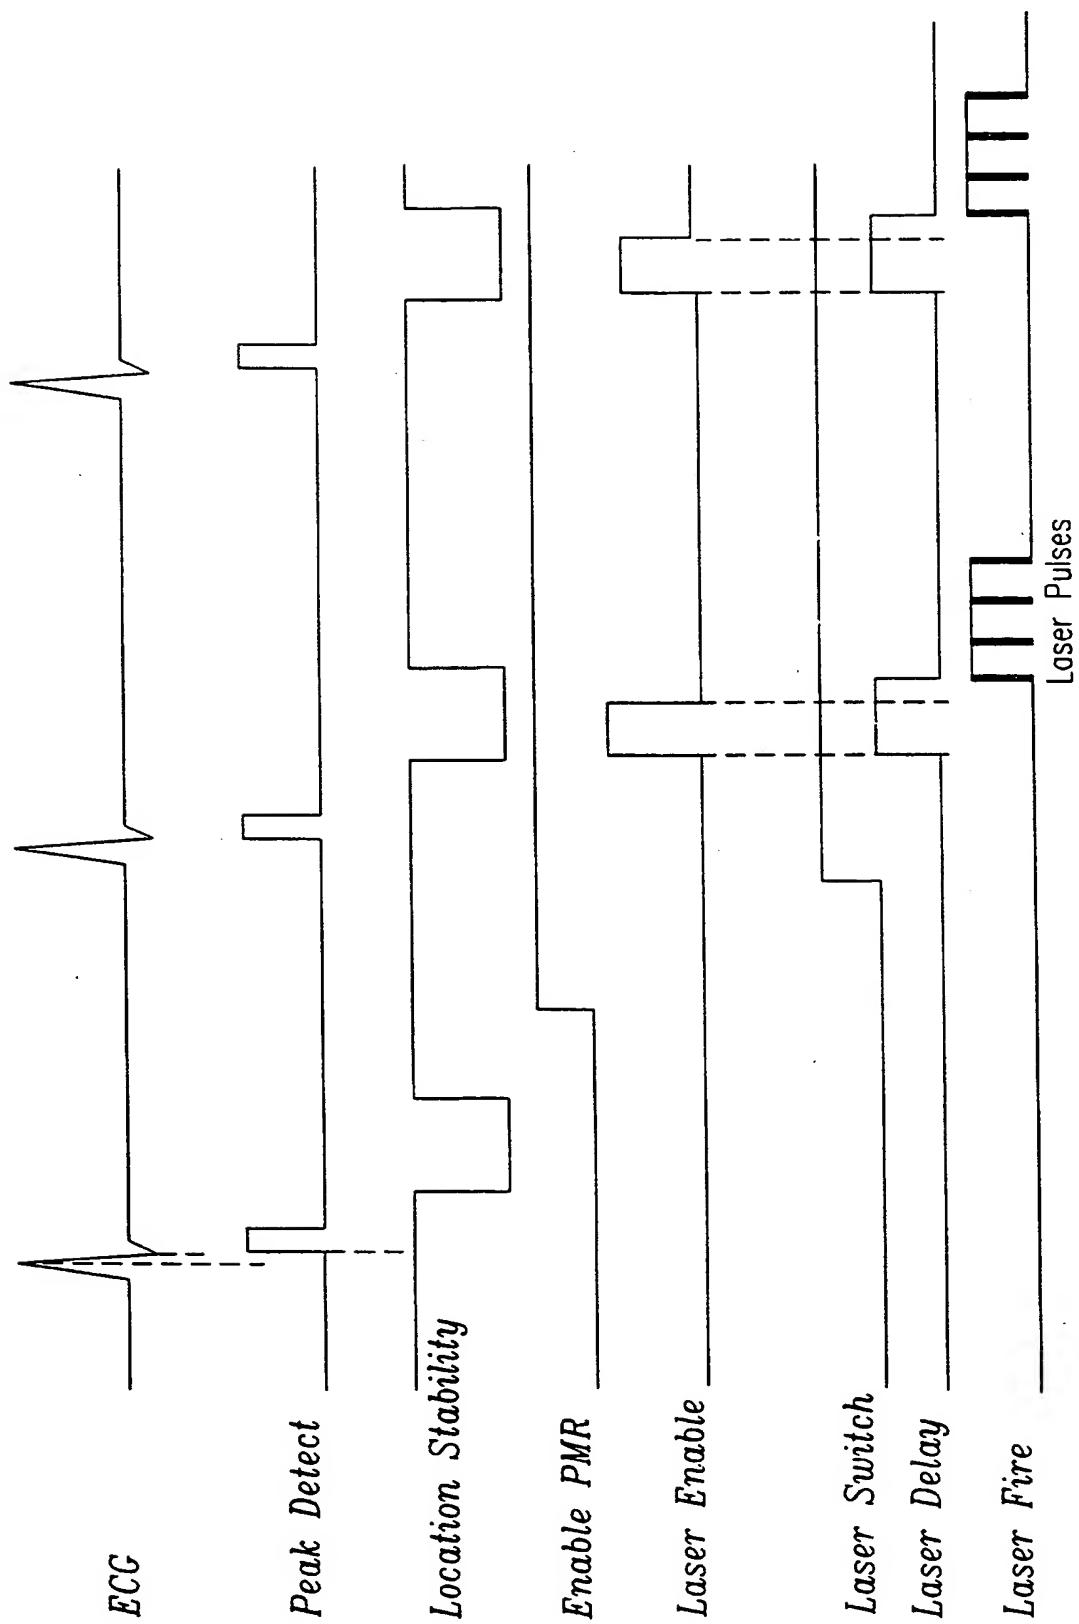 ECG
Peak Detect
Location Stability
Enable PMR
Laser Enable
Laser Switch
Laser Delay
Laser Fire
Laser Pulses